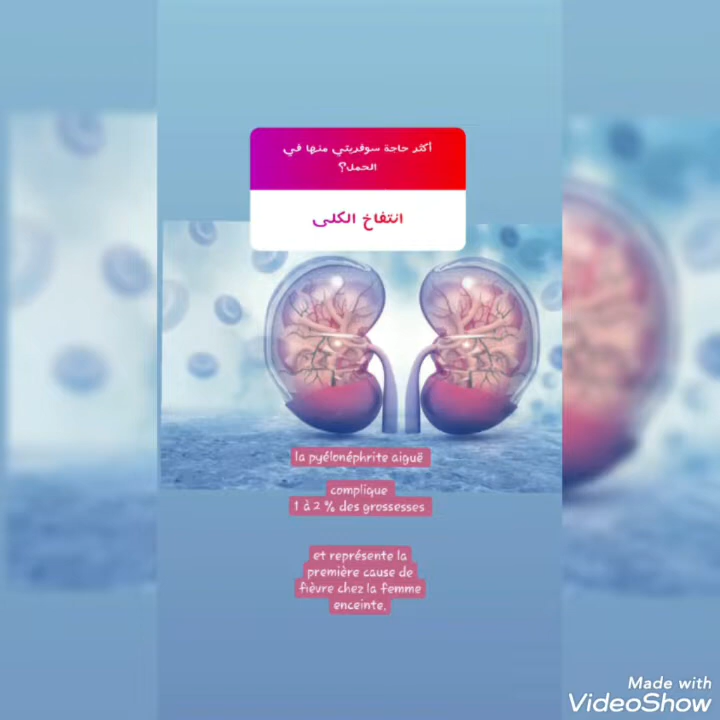 أكثر حاجة سوفريتي منها في
الحمل؟
انتفاخ الكلى
la pyélonéphrite aiguë
complique
1 à 2 % des grossesses
et représente la
première cause de
fièvre chez la femme
enceinte.
Made with
VideoShow